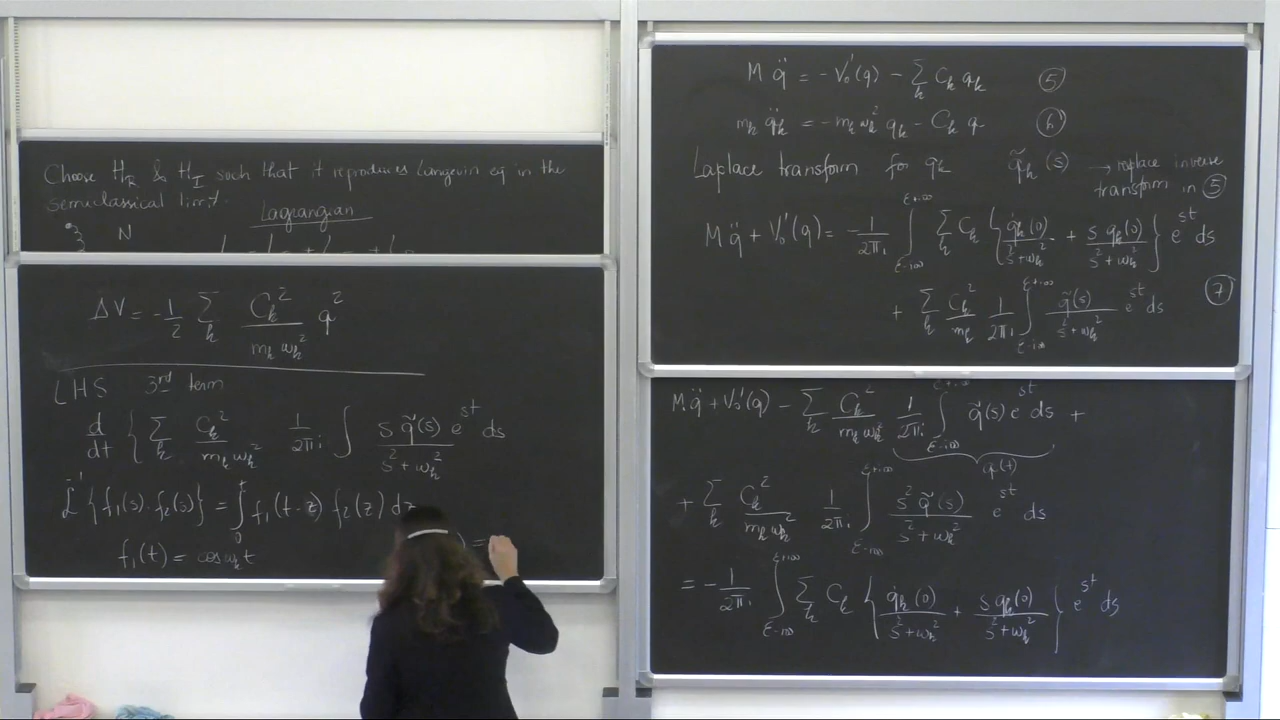 Choose H_R & H_I such that it reproduces Langevin eq in the
semiclassical limit.
Lagrangian
N
ΔV = -1/2 Σ_k C_k^2/(m_k ω_k^2) q^2
LHS 3rd term
d/dt { Σ_k C_k^2/(m_k ω_k^2) 1/(2πi) ∫ s q̃(s)/(s^2+ω_k^2) e^{st} ds
L^{-1} {f_1(s)·f_2(s)} = ∫_0^t f_1(t-z) f_2(z) dz
f_1(t) = cos ω_k t ) =
M q̈ = -V_0'(q) - Σ_k C_k q_k (5)
m_k q̈_k = -m_k ω_k^2 q_k - C_k q (6)
Laplace transform for q_k q̃_k(s) → replace inverse
transform in (5)
M q̈ + V_0'(q) = -1/(2πi) ∫_{ε-i∞}^{ε+i∞} Σ_k C_k { q̇_k(0)/(s^2+ω_k^2) + s q_k(0)/(s^2+ω_k^2) } e^{st} ds
+ Σ_k C_k^2/m_k 1/(2πi) ∫_{ε-i∞}^{ε+i∞} q̃(s)/(s^2+ω_k^2) e^{st} ds (7)
M q̈ + V_0'(q) - Σ_k C_k^2/(m_k ω_k^2) 1/(2πi) ∫_{ε-i∞}^{ε+i∞} q̃(s) e^{st} ds +
q(t)
+ Σ_k C_k^2/(m_k ω_k^2) 1/(2πi) ∫_{ε-i∞}^{ε+i∞} s^2 q̃(s)/(s^2+ω_k^2) e^{st} ds
= -1/(2πi) ∫_{ε-i∞}^{ε+i∞} Σ_k C_k { q̇_k(0)/(s^2+ω_k^2) + s q_k(0)/(s^2+ω_k^2) } e^{st} ds